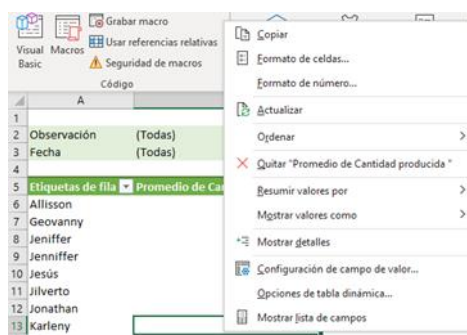 Grabar macro
Visual Basic
Macros
Usar referencias relativas
Seguridad de macros
Código
A
1
2 Observación (Todas)
3 Fecha (Todas)
4
5 Etiquetas de fila Promedio de Ca
6 Allisson
7 Geovanny
8 Jeniffer
9 Jenniffer
10 Jesús
11 Jilverto
12 Jonathan
13 Karleny
Copiar
Formato de celdas...
Formato de número...
Actualizar
Ordenar
Quitar "Promedio de Cantidad producida "
Resumir valores por
Mostrar valores como
Mostrar detalles
Configuración de campo de valor...
Opciones de tabla dinámica...
Mostrar lista de campos